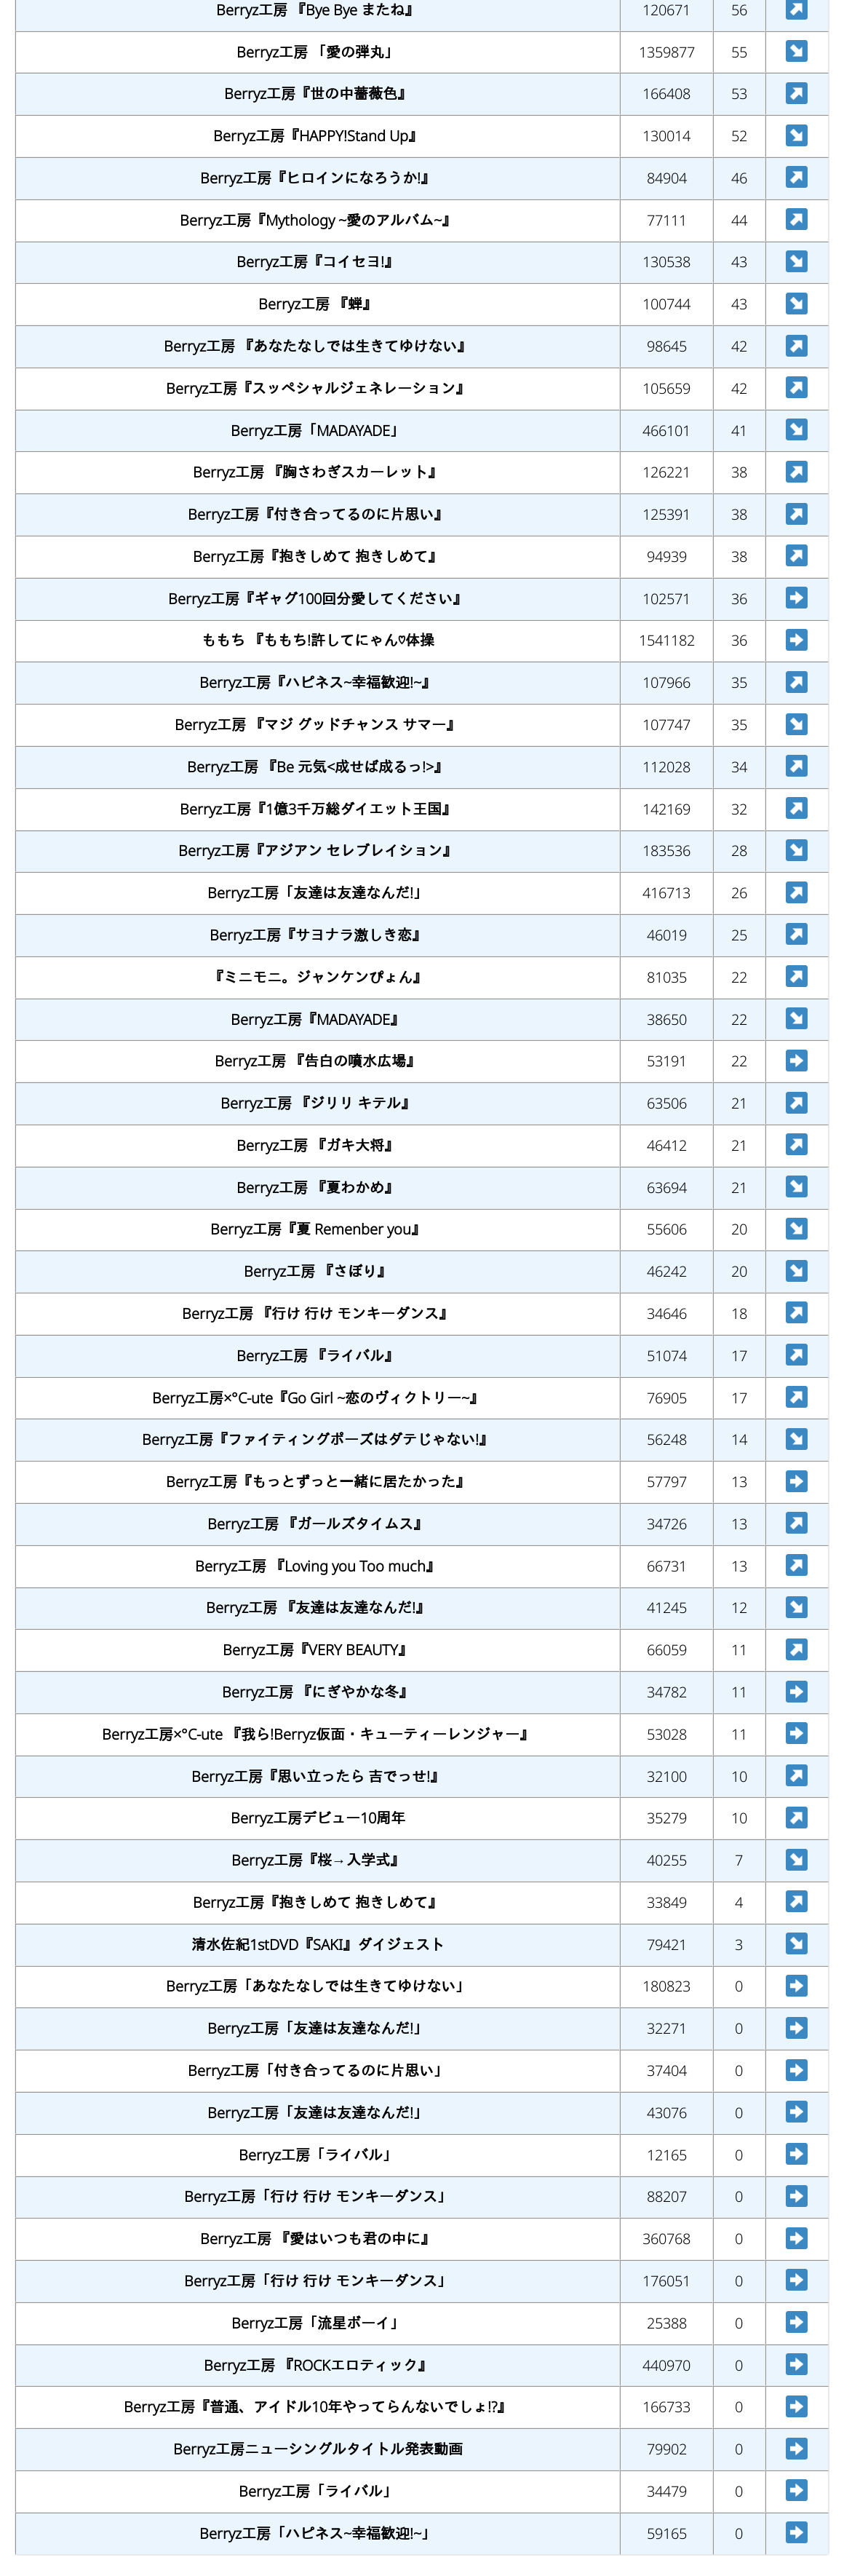 Berryz工房 『Bye Bye またね』 120671 56 ↗
Berryz工房 「愛の弾丸」 1359877 55 ↘
Berryz工房『世の中薔薇色』 166408 53 ↗
Berryz工房『HAPPY!Stand Up』 130014 52 ↘
Berryz工房『ヒロインになろうか!』 84904 46 ↗
Berryz工房『Mythology ~愛のアルバム~』 77111 44 ↗
Berryz工房『コイセヨ!』 130538 43 ↘
Berryz工房 『蝉』 100744 43 ↘
Berryz工房 『あなたなしでは生きてゆけない』 98645 42 ↗
Berryz工房『スッペシャルジェネレーション』 105659 42 ↗
Berryz工房「MADAYADE」 466101 41 ↘
Berryz工房 『胸さわぎスカーレット』 126221 38 ↗
Berryz工房『付き合ってるのに片思い』 125391 38 ↗
Berryz工房『抱きしめて 抱きしめて』 94939 38 ↗
Berryz工房『ギャグ100回分愛してください』 102571 36 ➡
ももち 『ももち!許してにゃん♡体操 1541182 36 ➡
Berryz工房『ハピネス~幸福歓迎!~』 107966 35 ↗
Berryz工房 『マジ グッドチャンス サマー』 107747 35 ↘
Berryz工房 『Be 元気<成せば成るっ!>』 112028 34 ↗
Berryz工房『1億3千万総ダイエット王国』 142169 32 ↗
Berryz工房『アジアン セレブレイション』 183536 28 ↘
Berryz工房「友達は友達なんだ!」 416713 26 ↗
Berryz工房『サヨナラ激しき恋』 46019 25 ↗
『ミニモニ。ジャンケンぴょん』 81035 22 ↗
Berryz工房『MADAYADE』 38650 22 ↘
Berryz工房 『告白の噴水広場』 53191 22 ➡
Berryz工房 『ジリリ キテル』 63506 21 ↗
Berryz工房 『ガキ大将』 46412 21 ↗
Berryz工房 『夏わかめ』 63694 21 ↘
Berryz工房『夏 Remenber you』 55606 20 ↘
Berryz工房 『さぼり』 46242 20 ↘
Berryz工房 『行け 行け モンキーダンス』 34646 18 ↗
Berryz工房 『ライバル』 51074 17 ↗
Berryz工房×°C-ute『Go Girl ~恋のヴィクトリー~』 76905 17 ↗
Berryz工房『ファイティングポーズはダテじゃない!』 56248 14 ↘
Berryz工房『もっとずっと一緒に居たかった』 57797 13 ➡
Berryz工房 『ガールズタイムス』 34726 13 ↗
Berryz工房 『Loving you Too much』 66731 13 ↗
Berryz工房 『友達は友達なんだ!』 41245 12 ↘
Berryz工房『VERY BEAUTY』 66059 11 ↗
Berryz工房 『にぎやかな冬』 34782 11 ➡
Berryz工房×°C-ute 『我ら!Berryz仮面・キューティーレンジャー』 53028 11 ➡
Berryz工房『思い立ったら 吉でっせ!』 32100 10 ↗
Berryz工房デビュー10周年 35279 10 ↗
Berryz工房『桜→入学式』 40255 7 ↘
Berryz工房『抱きしめて 抱きしめて』 33849 4 ↗
清水佐紀1stDVD『SAKI』ダイジェスト 79421 3 ↘
Berryz工房「あなたなしでは生きてゆけない」 180823 0 ➡
Berryz工房「友達は友達なんだ!」 32271 0 ➡
Berryz工房「付き合ってるのに片思い」 37404 0 ➡
Berryz工房「友達は友達なんだ!」 43076 0 ➡
Berryz工房「ライバル」 12165 0 ➡
Berryz工房「行け 行け モンキーダンス」 88207 0 ➡
Berryz工房 『愛はいつも君の中に』 360768 0 ➡
Berryz工房「行け 行け モンキーダンス」 176051 0 ➡
Berryz工房「流星ボーイ」 25388 0 ➡
Berryz工房 『ROCKエロティック』 440970 0 ➡
Berryz工房『普通、アイドル10年やってらんないでしょ!?』 166733 0 ➡
Berryz工房ニューシングルタイトル発表動画 79902 0 ➡
Berryz工房「ライバル」 34479 0 ➡
Berryz工房「ハピネス~幸福歓迎!~」 59165 0 ➡